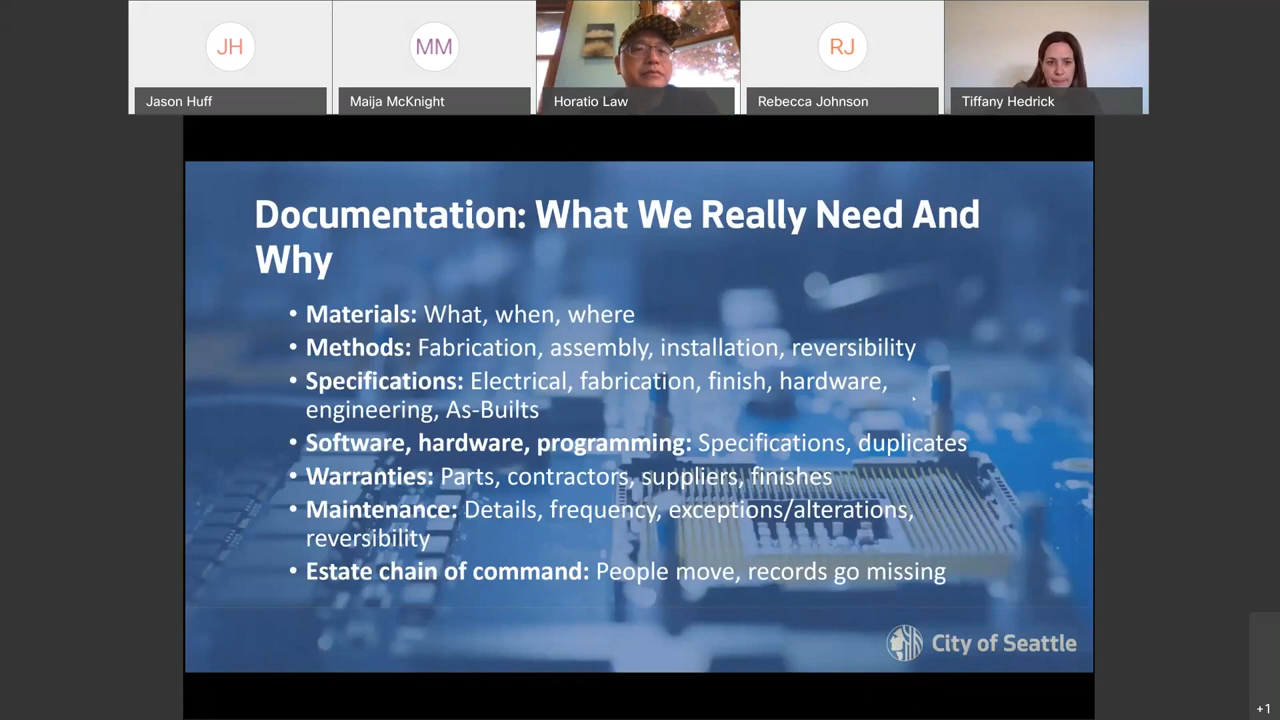 JH
MM
RJ
Jason Huff
Maija McKnight
Horatio Law
Rebecca Johnson
Tiffany Hedrick
Documentation: What We Really Need And
Why
• Materials: What, when, where
• Methods: Fabrication, assembly, installation, reversibility
• Specifications: Electrical, fabrication, finish, hardware,
engineering, As-Builts
• Software, hardware, programming: Specifications, duplicates
• Warranties: Parts, contractors, suppliers, finishes
• Maintenance: Details, frequency, exceptions/alterations,
reversibility
• Estate chain of command: People move, records go missing
City of Seattle
+1